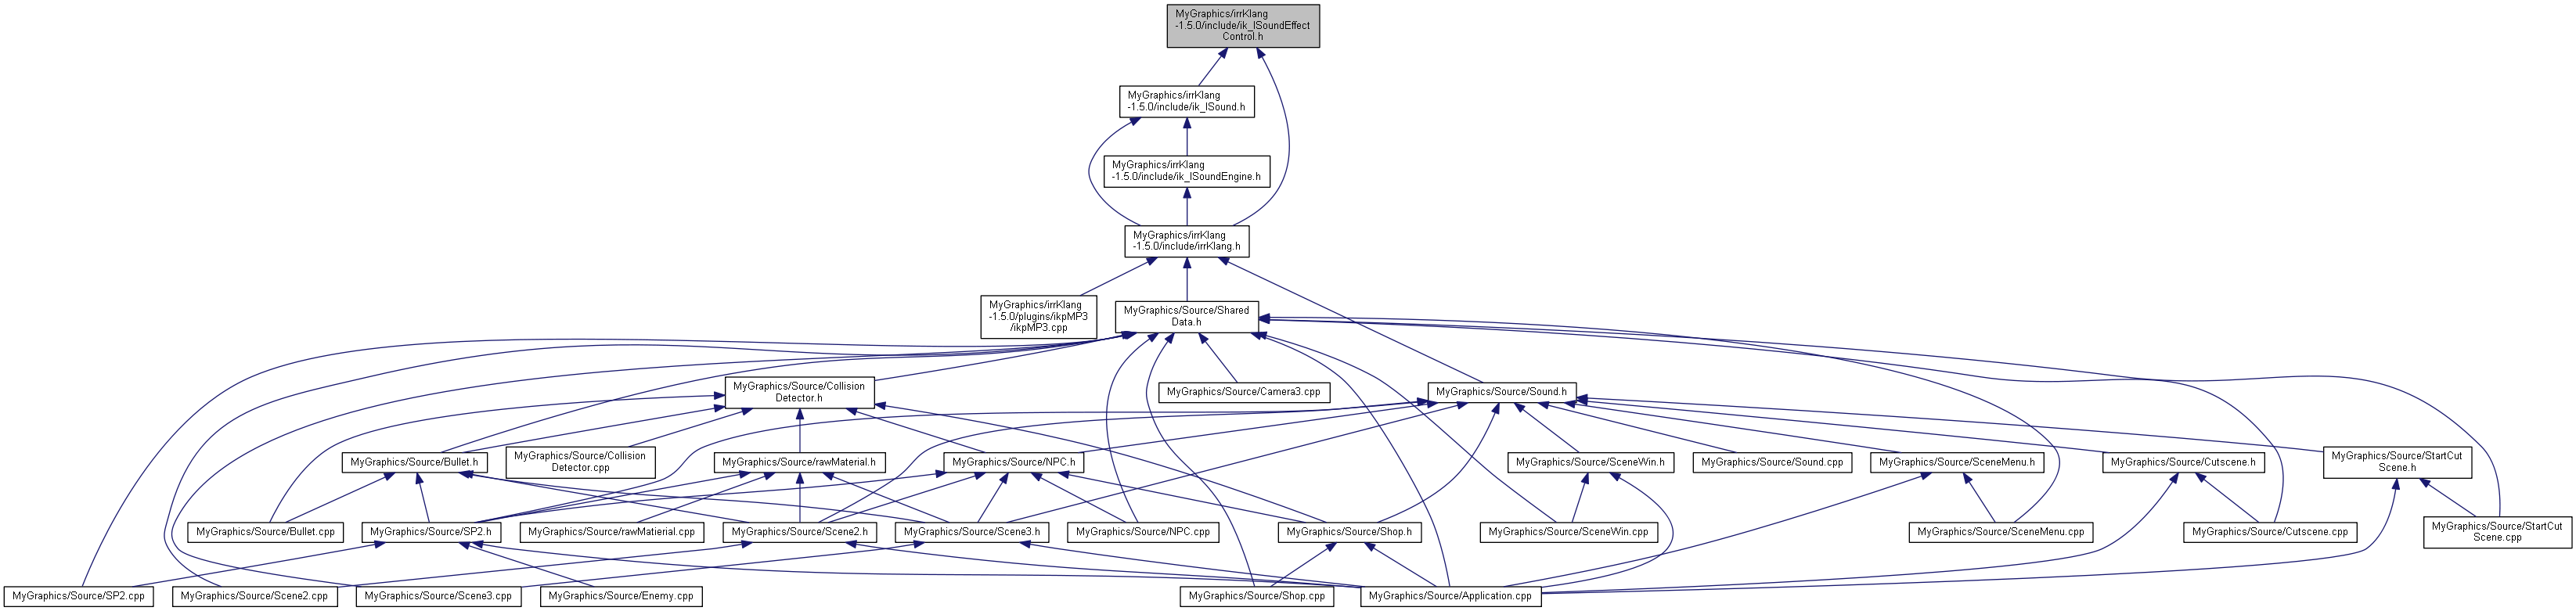 MyGraphics/irrKlang
-1.5.0/include/ik_ISoundEffect
Control.h
MyGraphics/irrKlang
-1.5.0/include/ik_ISound.h
MyGraphics/irrKlang
-1.5.0/include/ik_ISoundEngine.h
MyGraphics/irrKlang
-1.5.0/include/irrKlang.h
MyGraphics/irrKlang
-1.5.0/plugins/ikpMP3
/ikpMP3.cpp
MyGraphics/Source/Shared
Data.h
MyGraphics/Source/Collision
Detector.h
MyGraphics/Source/Camera3.cpp
MyGraphics/Source/Sound.h
MyGraphics/Source/Bullet.h
MyGraphics/Source/Collision
Detector.cpp
MyGraphics/Source/rawMaterial.h
MyGraphics/Source/NPC.h
MyGraphics/Source/SceneWin.h
MyGraphics/Source/Sound.cpp
MyGraphics/Source/SceneMenu.h
MyGraphics/Source/Cutscene.h
MyGraphics/Source/StartCut
Scene.h
MyGraphics/Source/Bullet.cpp
MyGraphics/Source/SP2.h
MyGraphics/Source/rawMatierial.cpp
MyGraphics/Source/Scene2.h
MyGraphics/Source/Scene3.h
MyGraphics/Source/NPC.cpp
MyGraphics/Source/Shop.h
MyGraphics/Source/SceneWin.cpp
MyGraphics/Source/SceneMenu.cpp
MyGraphics/Source/Cutscene.cpp
MyGraphics/Source/StartCut
Scene.cpp
MyGraphics/Source/SP2.cpp
MyGraphics/Source/Scene2.cpp
MyGraphics/Source/Scene3.cpp
MyGraphics/Source/Enemy.cpp
MyGraphics/Source/Shop.cpp
MyGraphics/Source/Application.cpp